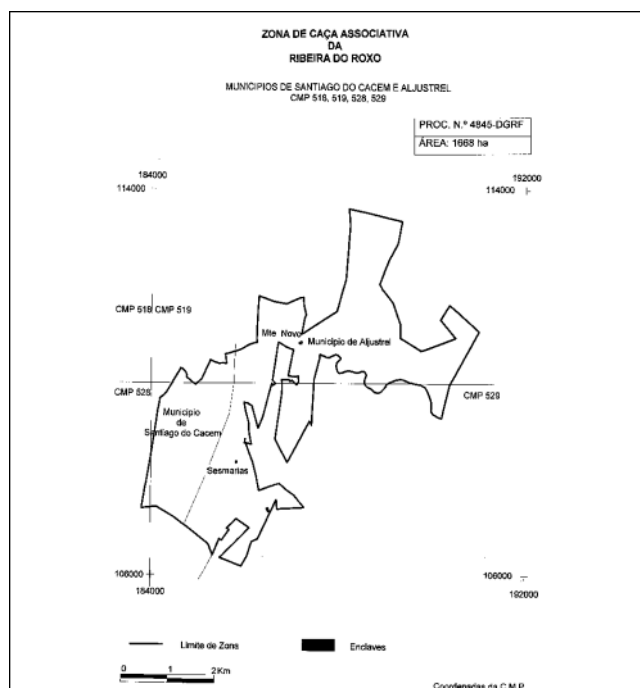 ZONA DE CAÇA ASSOCIATIVA
DA
RIBEIRA DO ROXO
MUNICIPIOS DE SANTIAGO DO CACEM E ALJUSTREL
CMP 518, 519, 528, 529
PROC. N.º 4845-DGRF
ÁREA: 1668 ha
184000
114000
192000
114000
CMP 518 CMP 519
Mte Novo
Municipio de Aljustrel
CMP 528
CMP 529
Municipio
de
Santiago do Cacem
Sesmarias
106000
184000
106000
192000
Limite de Zona
Enclaves
0 1 2 Km
Coordenadas da C.M.P.